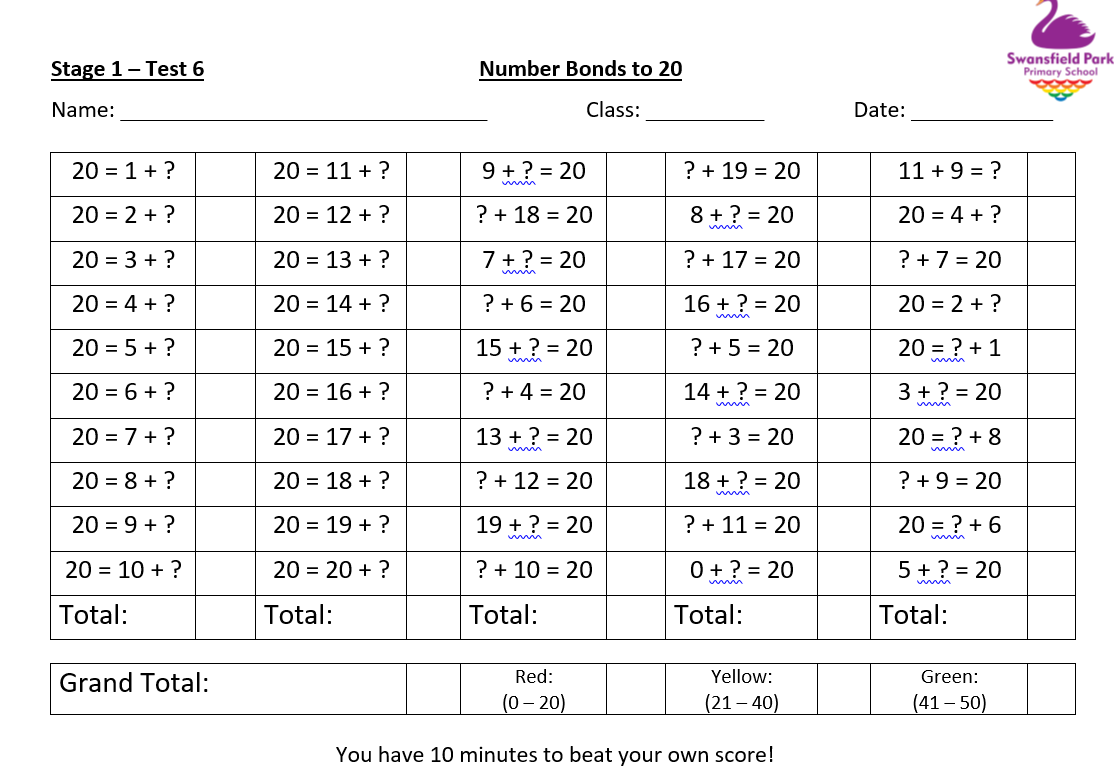 Swansfield Park
Primary School
Stage 1 – Test 6 Number Bonds to 20
Name: ______________________________ Class: __________ Date: ____________
20 = 1 + ? 20 = 11 + ? 9 + ? = 20 ? + 19 = 20 11 + 9 = ?
20 = 2 + ? 20 = 12 + ? ? + 18 = 20 8 + ? = 20 20 = 4 + ?
20 = 3 + ? 20 = 13 + ? 7 + ? = 20 ? + 17 = 20 ? + 7 = 20
20 = 4 + ? 20 = 14 + ? ? + 6 = 20 16 + ? = 20 20 = 2 + ?
20 = 5 + ? 20 = 15 + ? 15 + ? = 20 ? + 5 = 20 20 = ? + 1
20 = 6 + ? 20 = 16 + ? ? + 4 = 20 14 + ? = 20 3 + ? = 20
20 = 7 + ? 20 = 17 + ? 13 + ? = 20 ? + 3 = 20 20 = ? + 8
20 = 8 + ? 20 = 18 + ? ? + 12 = 20 18 + ? = 20 ? + 9 = 20
20 = 9 + ? 20 = 19 + ? 19 + ? = 20 ? + 11 = 20 20 = ? + 6
20 = 10 + ? 20 = 20 + ? ? + 10 = 20 0 + ? = 20 5 + ? = 20
Total: Total: Total: Total: Total:
Grand Total: Red: Yellow: Green:
(0 – 20) (21 – 40) (41 – 50)
You have 10 minutes to beat your own score!